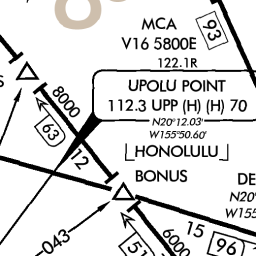 MCA
V16 5800E
93
122.1R
UPOLU POINT
112.3 UPP (H) (H) 70
N20°12.03'
W155°50.60'
HONOLULU
BONUS
8000
63
12
043
51
6000
15
96
DE
N20°
W155
S